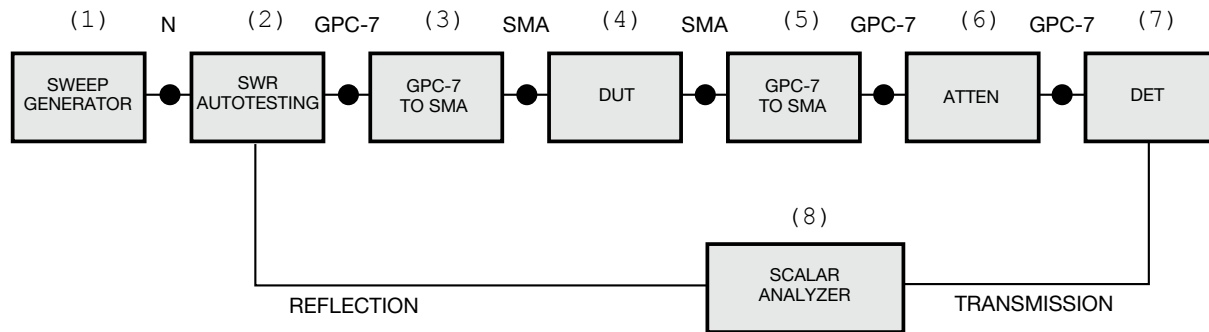 (1) N (2) GPC-7 (3) SMA (4) SMA (5) GPC-7 (6) GPC-7 (7)
SWEEP
GENERATOR
SWR
AUTOTESTING
GPC-7
TO SMA
DUT
GPC-7
TO SMA
ATTEN
DET
(8)
SCALAR
ANALYZER
REFLECTION
TRANSMISSION